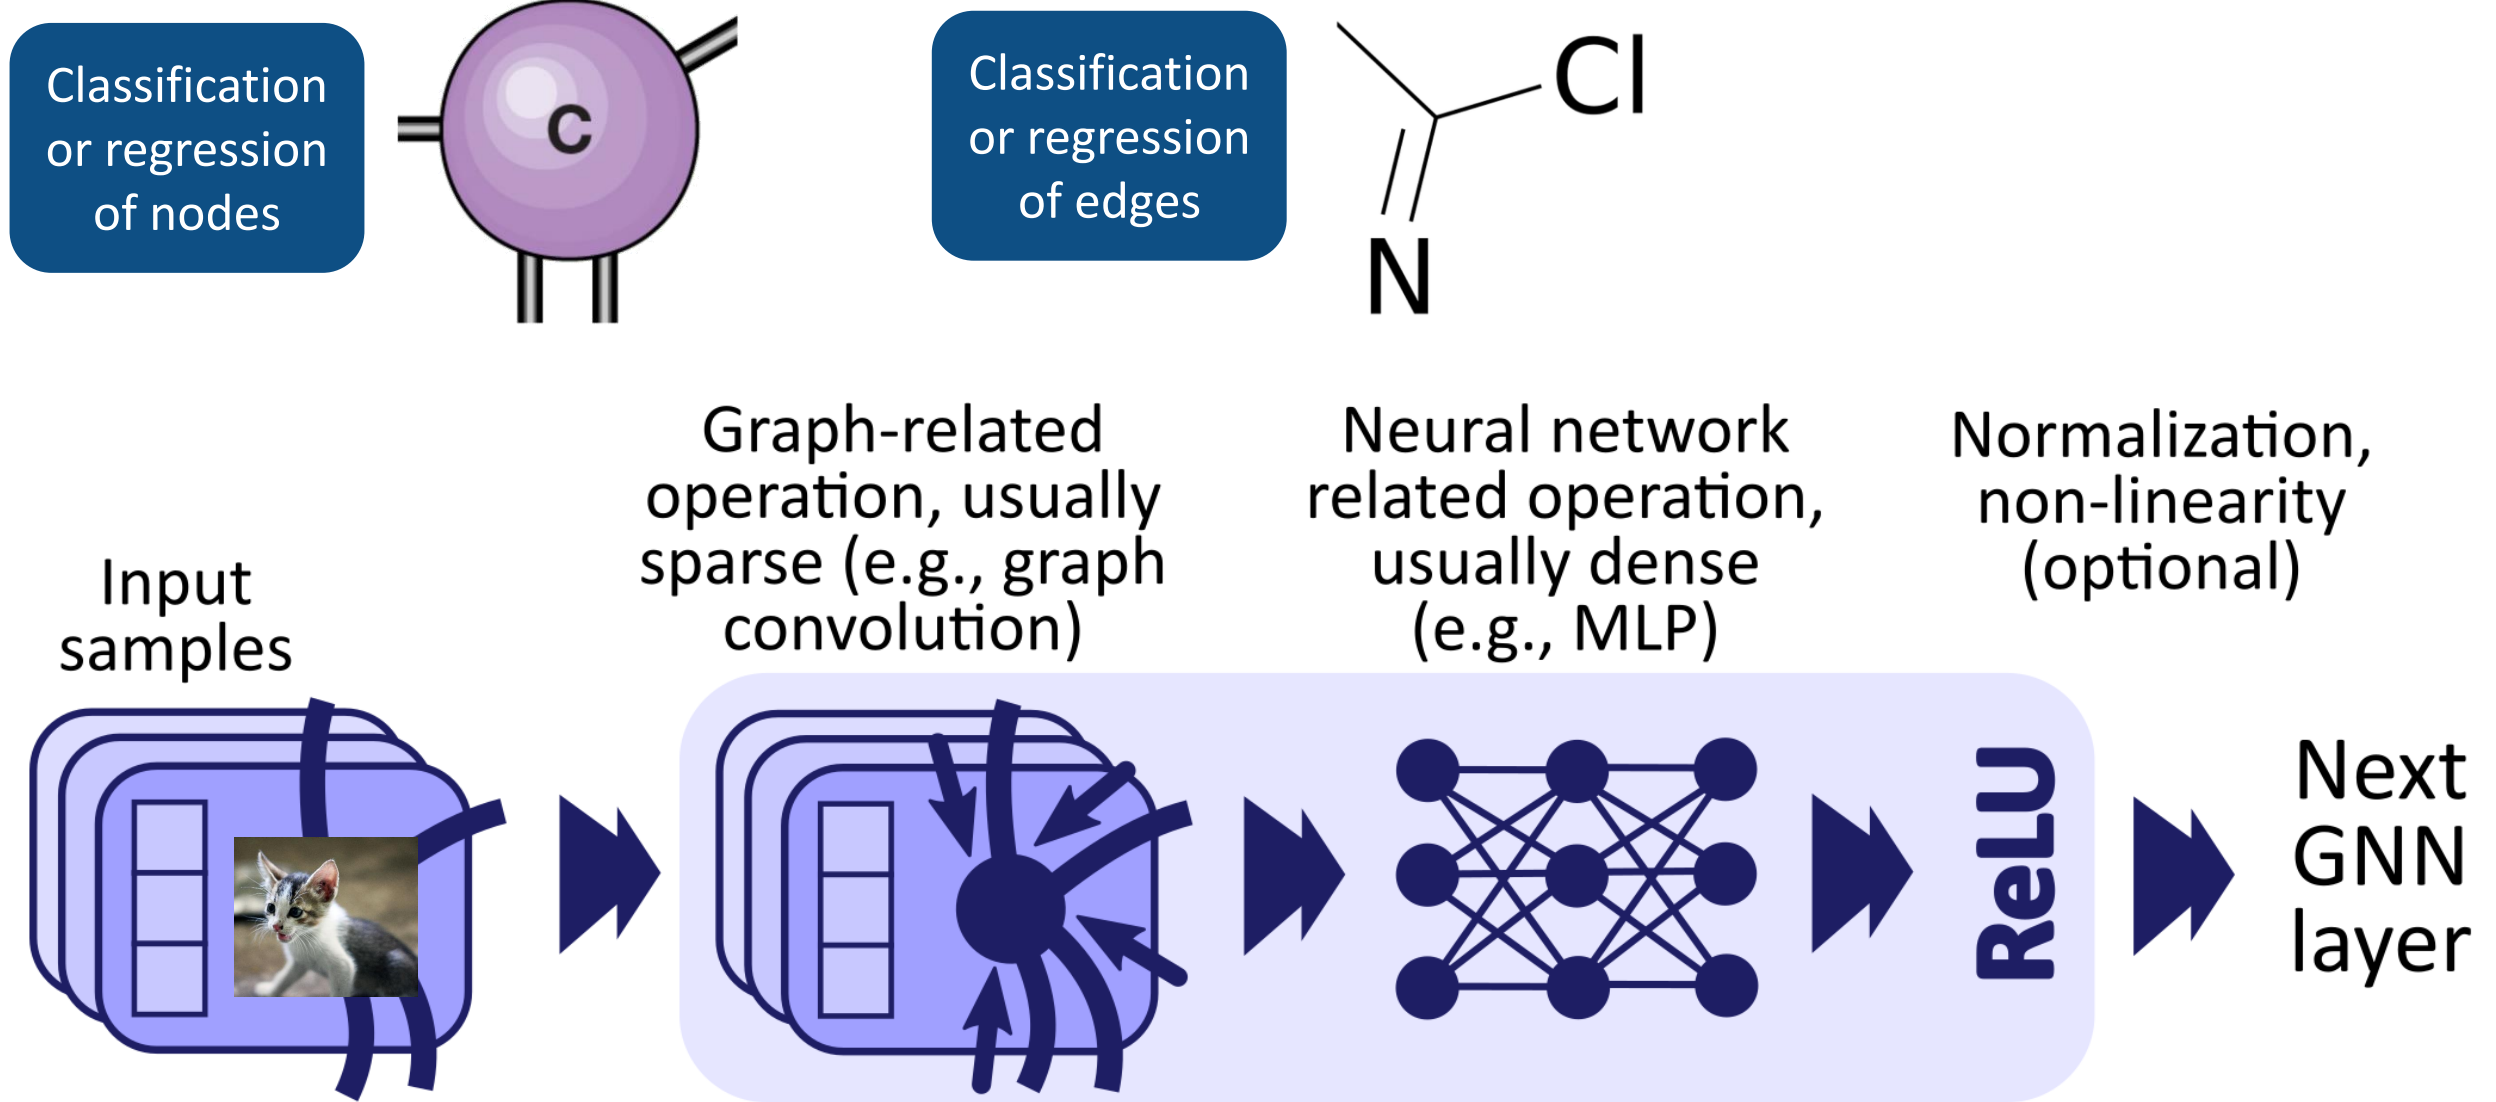 Classification
or regression
of nodes
C
Classification
or regression
of edges
Cl
N
Input
samples
Graph-related
operation, usually
sparse (e.g., graph
convolution)
Neural network
related operation,
usually dense
(e.g., MLP)
Normalization,
non-linearity
(optional)
ReLU
Next
GNN
layer